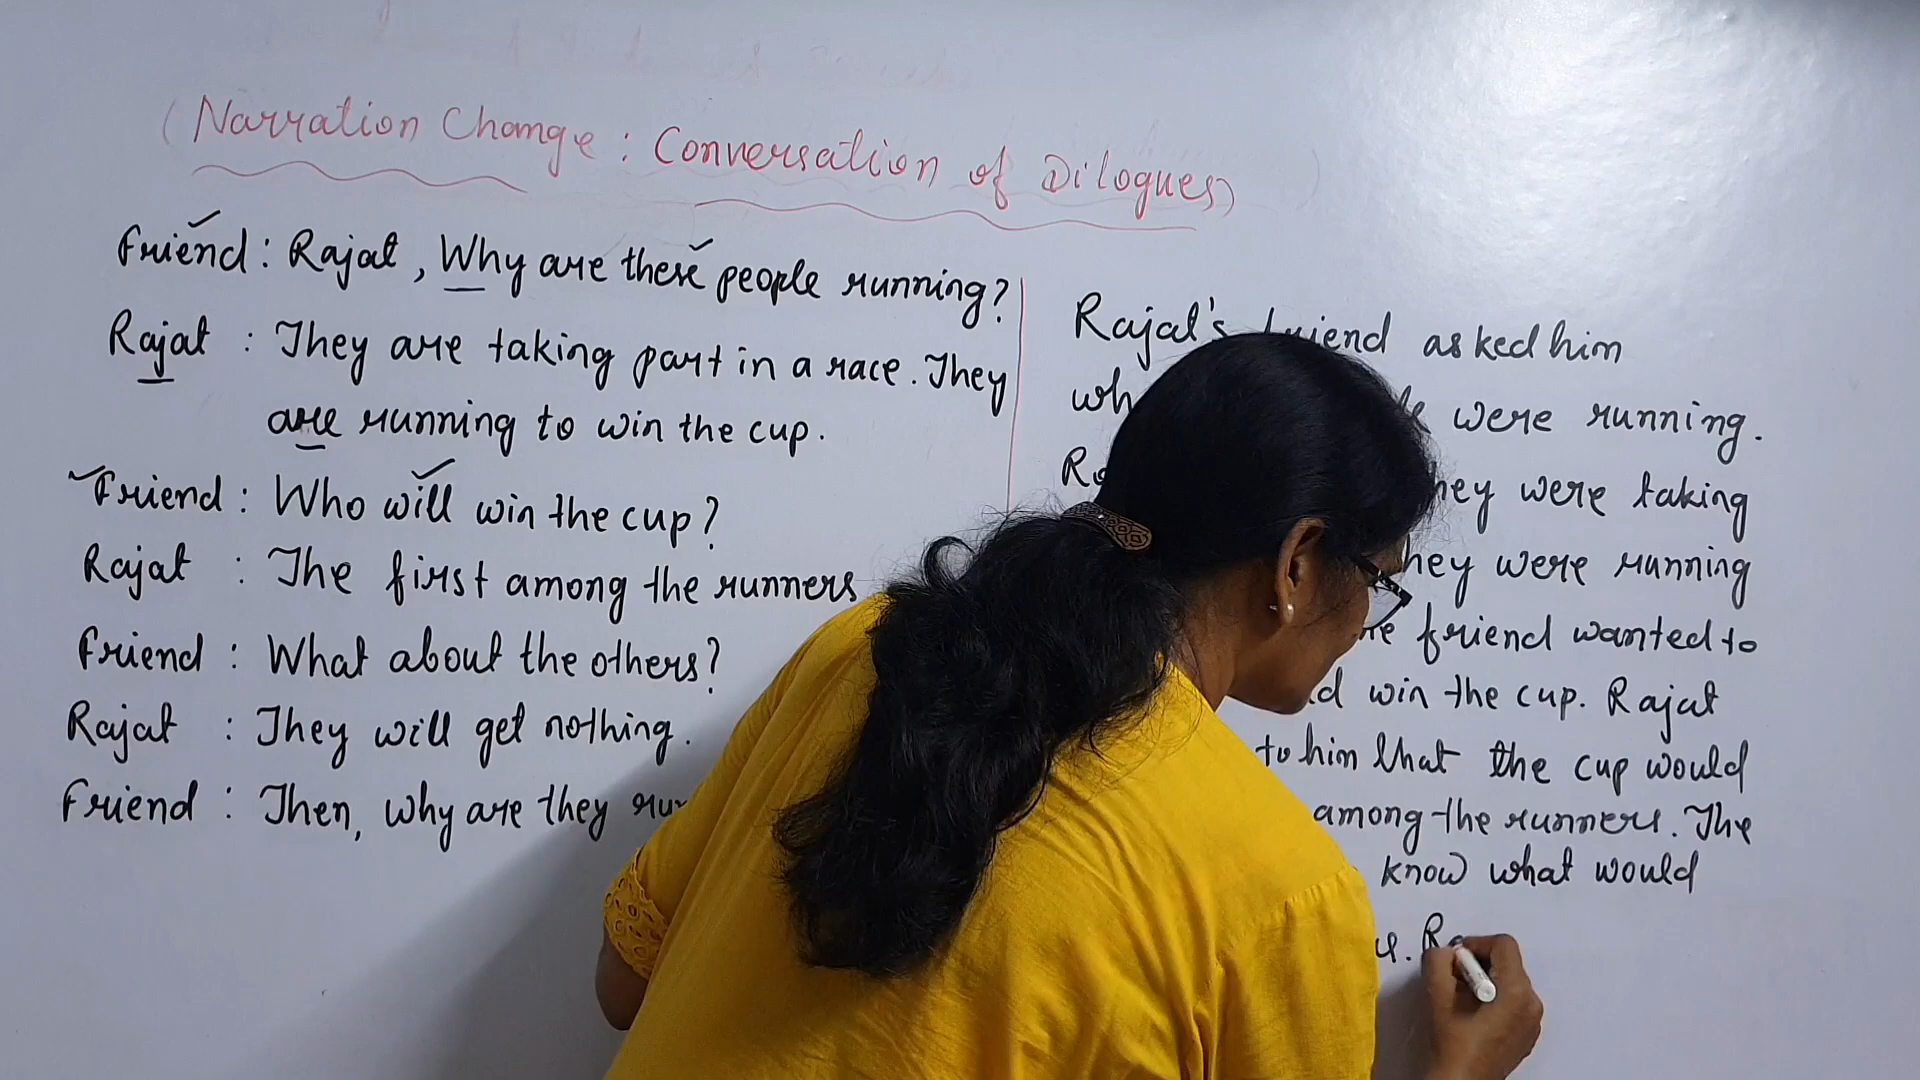 (Narration Change : Conversation of Dilogues)
Friend : Rajat, Why are these people running?
Rajat : They are taking part in a race. They
are running to win the cup.
Friend : Who will win the cup?
Rajat : The first among the runners
Friend : What about the others?
Rajat : They will get nothing.
Friend : Then, why are they
Rajat's friend asked him
were running.
were taking
were running
friend wanted to
win the cup. Rajat
to him that the cup would
among the runners. The
know what would